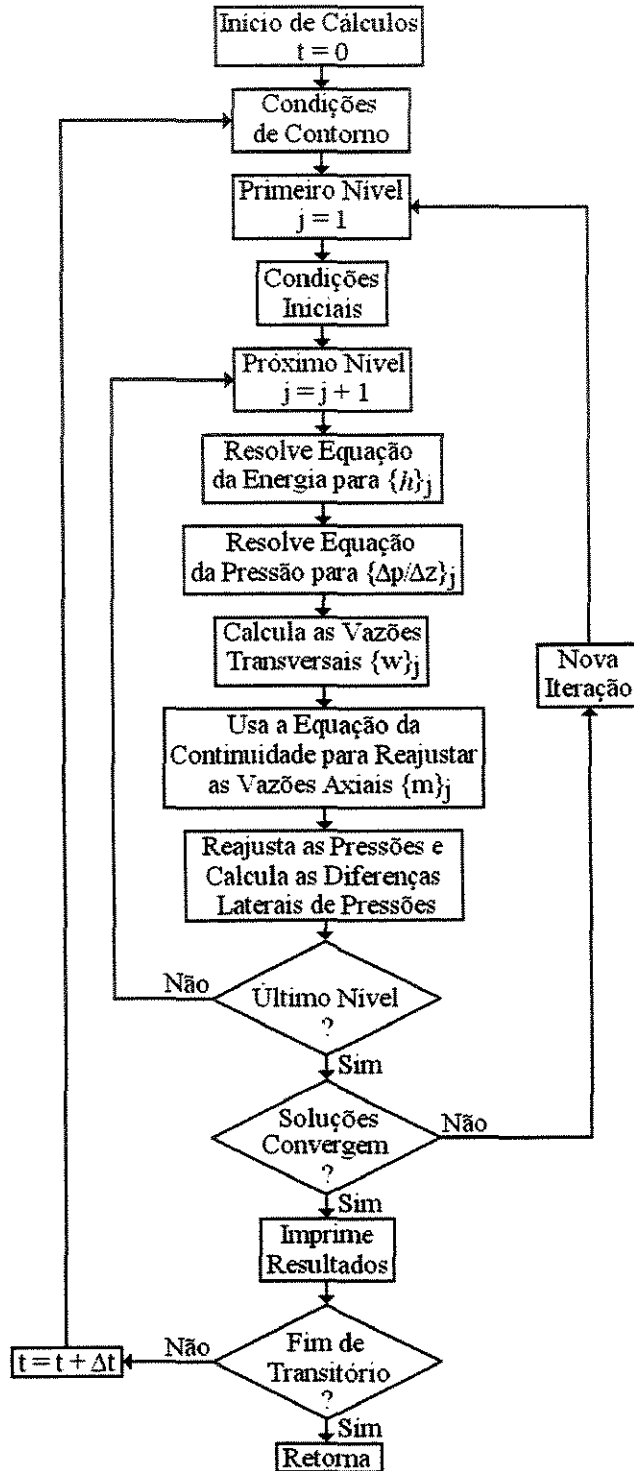 Início de Cálculos
t = 0
Condições
de Contorno
Primeiro Nível
j = 1
Condições
Iniciais
Próximo Nível
j = j + 1
Resolve Equação
da Energia para {h}j
Resolve Equação
da Pressão para {Δp/Δz}j
Calcula as Vazões
Transversais {w}j
Nova
Iteração
Usa a Equação da
Continuidade para Reajustar
as Vazões Axiais {m}j
Reajusta as Pressões e
Calcula as Diferenças
Laterais de Pressões
Não
Último Nível
?
Sim
Soluções
Convergem
?
Não
Sim
Imprime
Resultados
t = t + Δt
Não
Fim de
Transitório
?
Sim
Retorna